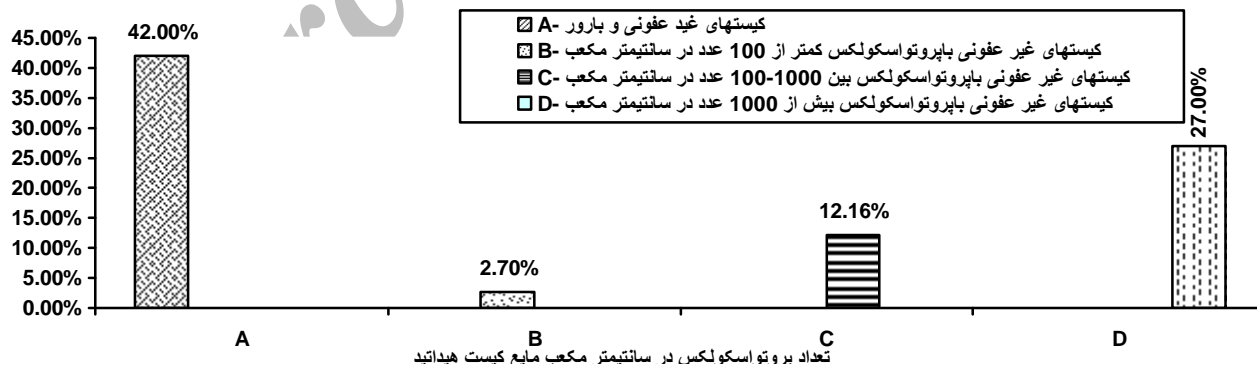 A- کیستهای غید عفونی و بارور
B- کیستهای غیر عفونی باپروتواسکولکس کمتر از 100 عدد در سانتیمتر مکعب
C- کیستهای غیر عفونی باپروتواسکولکس بین 1000-100 عدد در سانتیمتر مکعب
D- کیستهای غیر عفونی باپروتواسکولکس بیش از 1000 عدد در سانتیمتر مکعب
45.00%
40.00%
35.00%
30.00%
25.00%
20.00%
15.00%
10.00%
5.00%
0.00%
42.00%
2.70%
12.16%
27.00%
A
B
C
D
تعداد پروتواسکولکس در سانتیمتر مکعب مایع کیست هیداتید